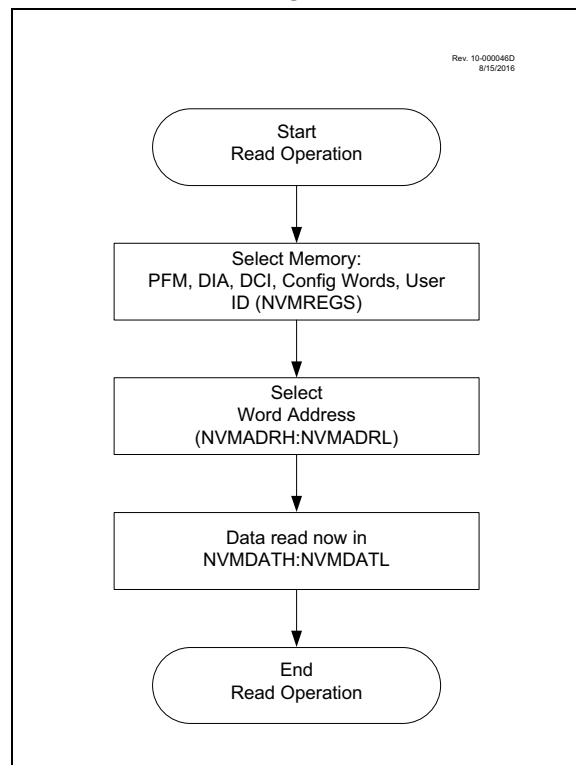 Rev. 10-000046D
8/15/2016
Start
Read Operation
Select Memory:
PFM, DIA, DCI, Config Words, User
ID (NVMREGS)
Select
Word Address
(NVMADRH:NVMADRL)
Data read now in
NVMDATH:NVMDATL
End
Read Operation